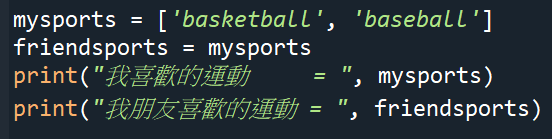 mysports = ['basketball', 'baseball']
friendsports = mysports
print("我喜歡的運動     = ", mysports)
print("我朋友喜歡的運動 = ", friendsports)